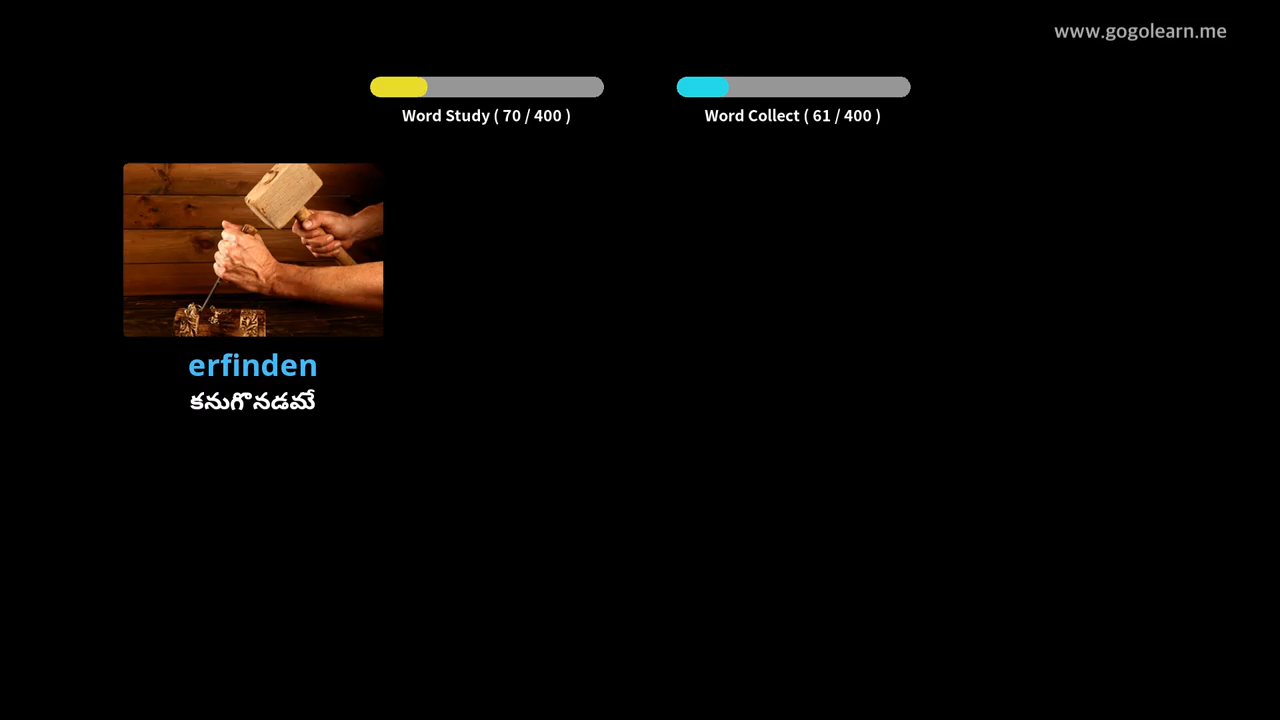 www.gogolearn.me
Word Study ( 70 / 400 )
Word Collect ( 61 / 400 )
erfinden
కనుగొనడమే